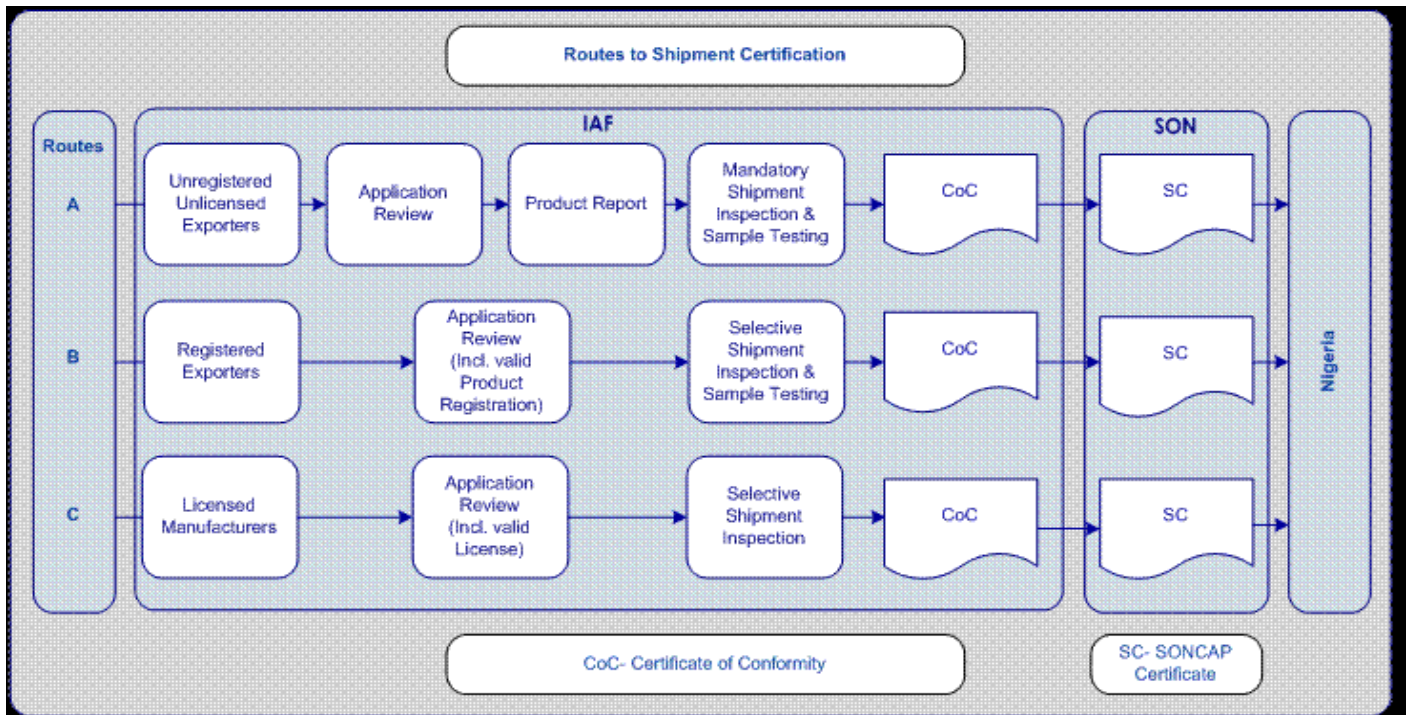 Routes to Shipment Certification
IAF
SON
Routes
A
Unregistered
Unlicensed
Exporters
Application
Review
Product Report
Mandatory
Shipment
Inspection &
Sample Testing
CoC
SC
B
Registered
Exporters
Application
Review
(Incl. valid
Product
Registration)
Selective
Shipment
Inspection &
Sample Testing
CoC
SC
Nigeria
C
Licensed
Manufacturers
Application
Review
(Incl. valid
License)
Selective
Shipment
Inspection
CoC
SC
CoC- Certificate of Conformity
SC- SONCAP
Certificate